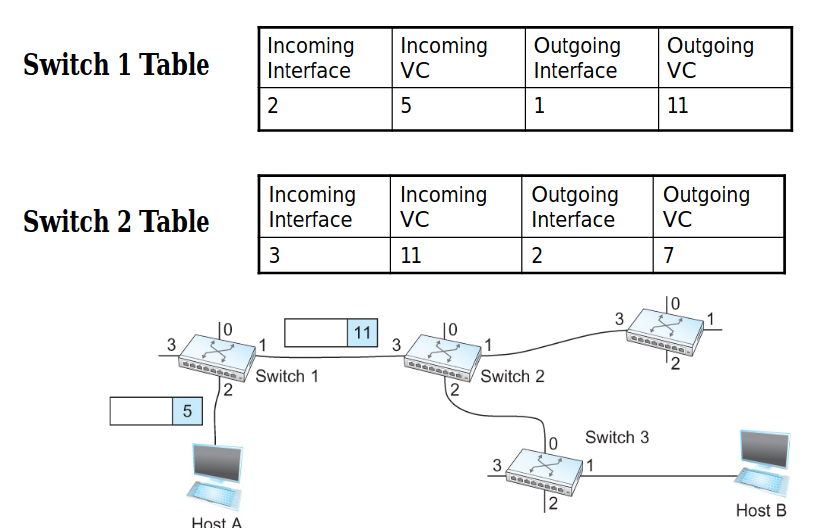 Switch 1 Table
Incoming Interface
Incoming VC
Outgoing Interface
Outgoing VC
2
5
1
11
Switch 2 Table
Incoming Interface
Incoming VC
Outgoing Interface
Outgoing VC
3
11
2
7
0
3
1
2
Switch 1
11
5
Host A
0
3
1
2
Switch 2
0
3
1
2
0
3
1
2
Switch 3
Host B